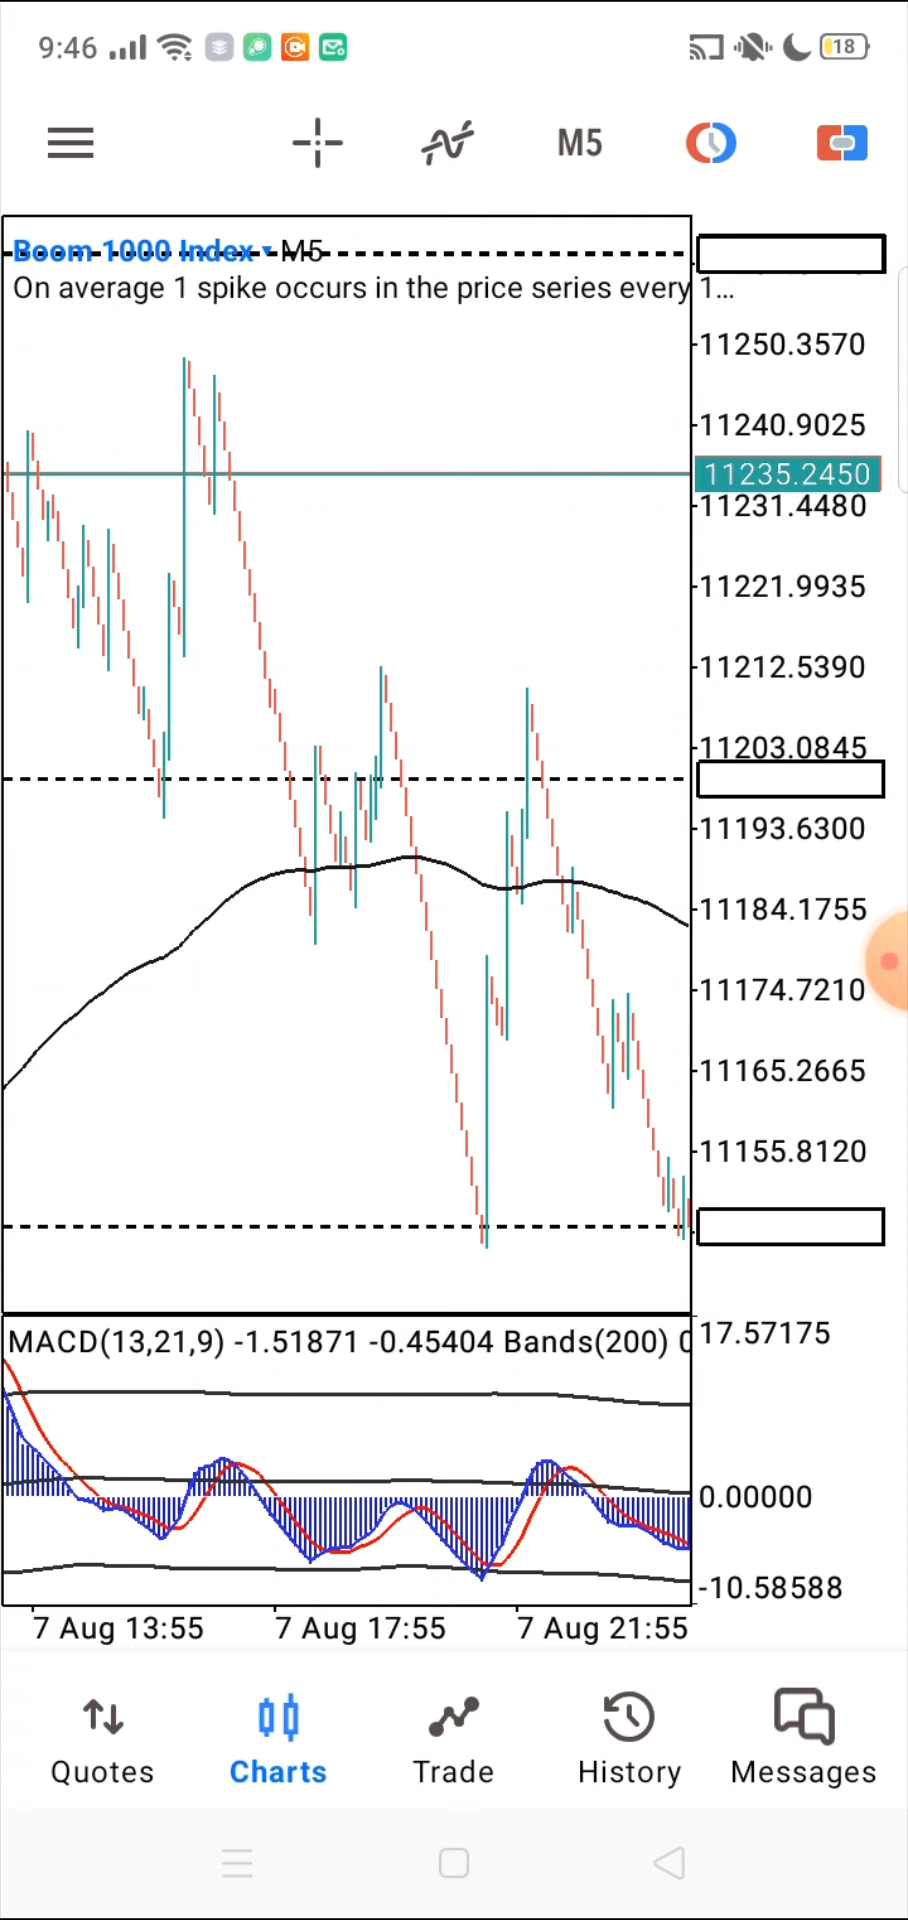 9:46
18
M5
Boom 1000 Index M5
On average 1 spike occurs in the price series every 1...
11250.3570
11240.9025
11235.2450
11231.4480
11221.9935
11212.5390
11203.0845
11193.6300
11184.1755
11174.7210
11165.2665
11155.8120
MACD(13,21,9) -1.51871 -0.45404 Bands(200) 0
17.57175
0.00000
-10.58588
7 Aug 13:55 7 Aug 17:55 7 Aug 21:55
Quotes Charts Trade History Messages